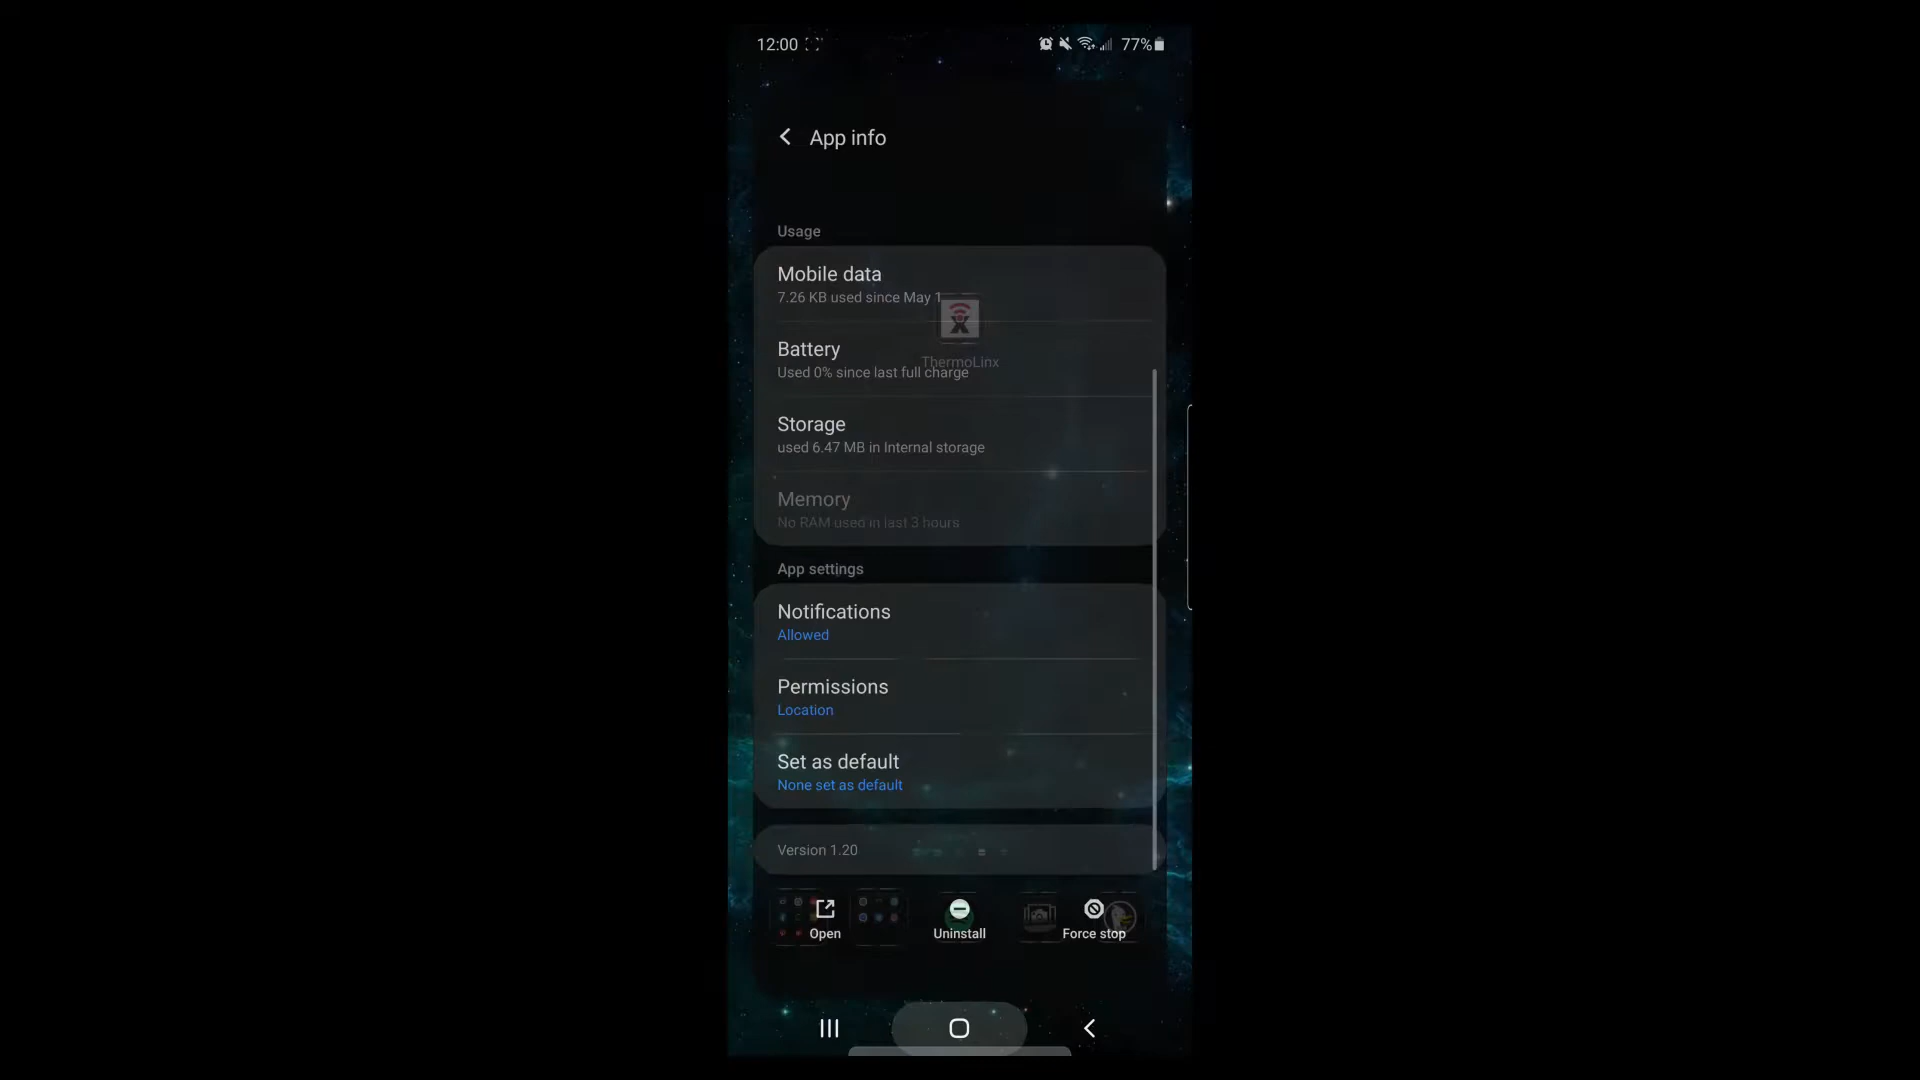 12:00
77%
App info
Usage
Mobile data
7.26 KB used since May 1
Battery
ThermoLinx
Used 0% since last full charge
Storage
used 6.47 MB in Internal storage
Memory
No RAM used in last 3 hours
App settings
Notifications
Allowed
Permissions
Location
Set as default
None set as default
Version 1.20
Open
Uninstall
Force stop